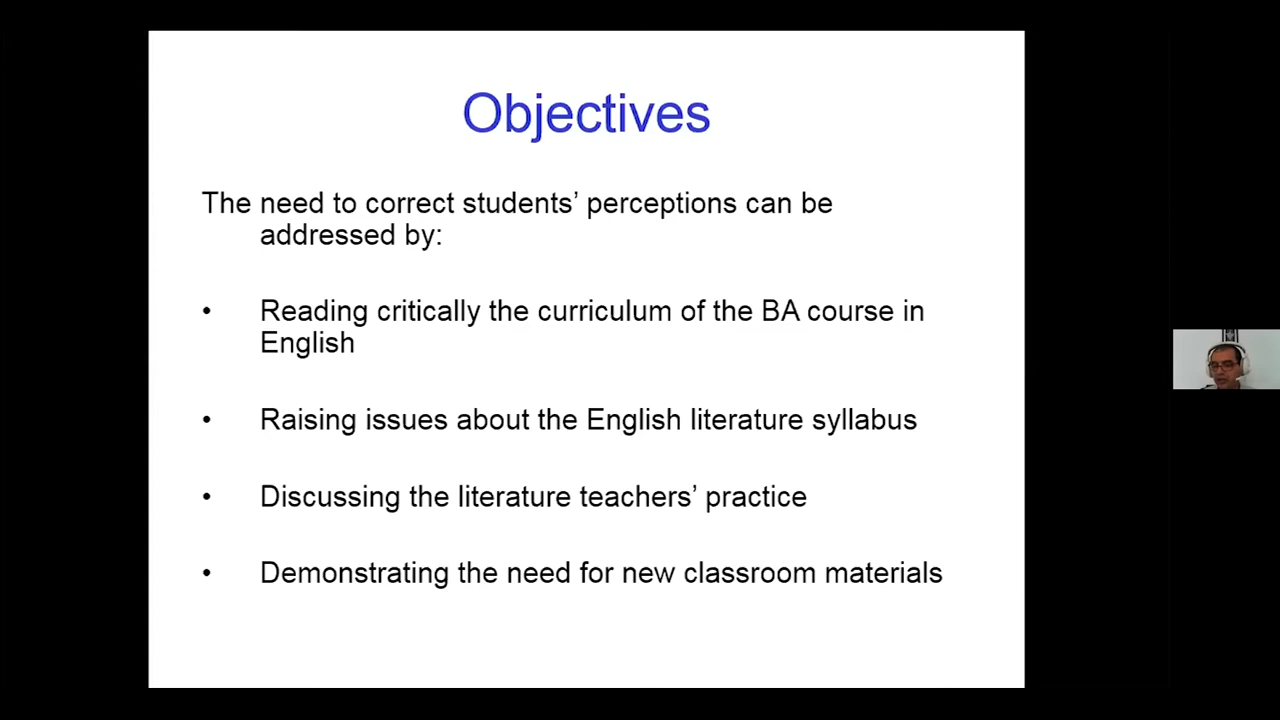 Objectives
The need to correct students’ perceptions can be
addressed by:
• Reading critically the curriculum of the BA course in
English
• Raising issues about the English literature syllabus
• Discussing the literature teachers’ practice
• Demonstrating the need for new classroom materials